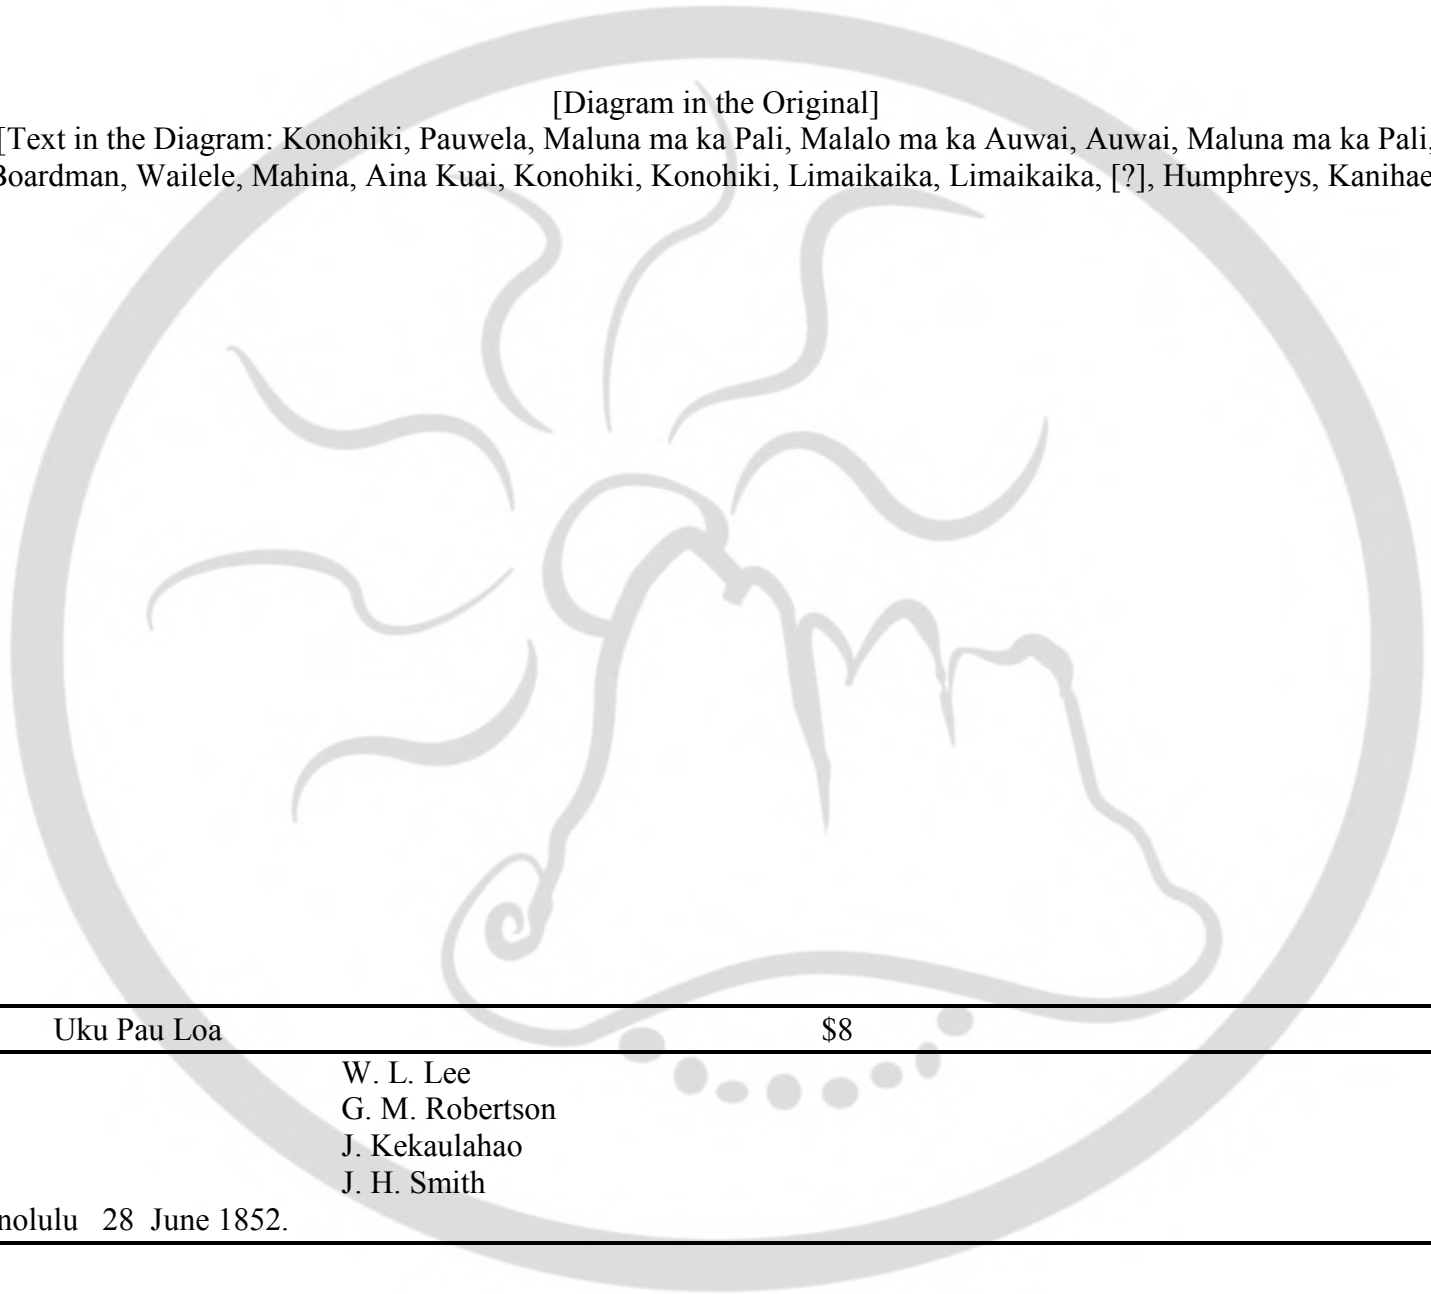 [Diagram in the Original]
[Text in the Diagram: Konohiki, Pauwela, Maluna ma ka Pali, Malalo ma ka Auwai, Auwai, Maluna ma ka Pali,
Boardman, Wailele, Mahina, Aina Kuai, Konohiki, Konohiki, Limaikaika, Limaikaika, [?], Humphreys, Kanihae
Uku Pau Loa $8
W. L. Lee
G. M. Robertson
J. Kekaulahao
J. H. Smith
nolulu 28 June 1852.